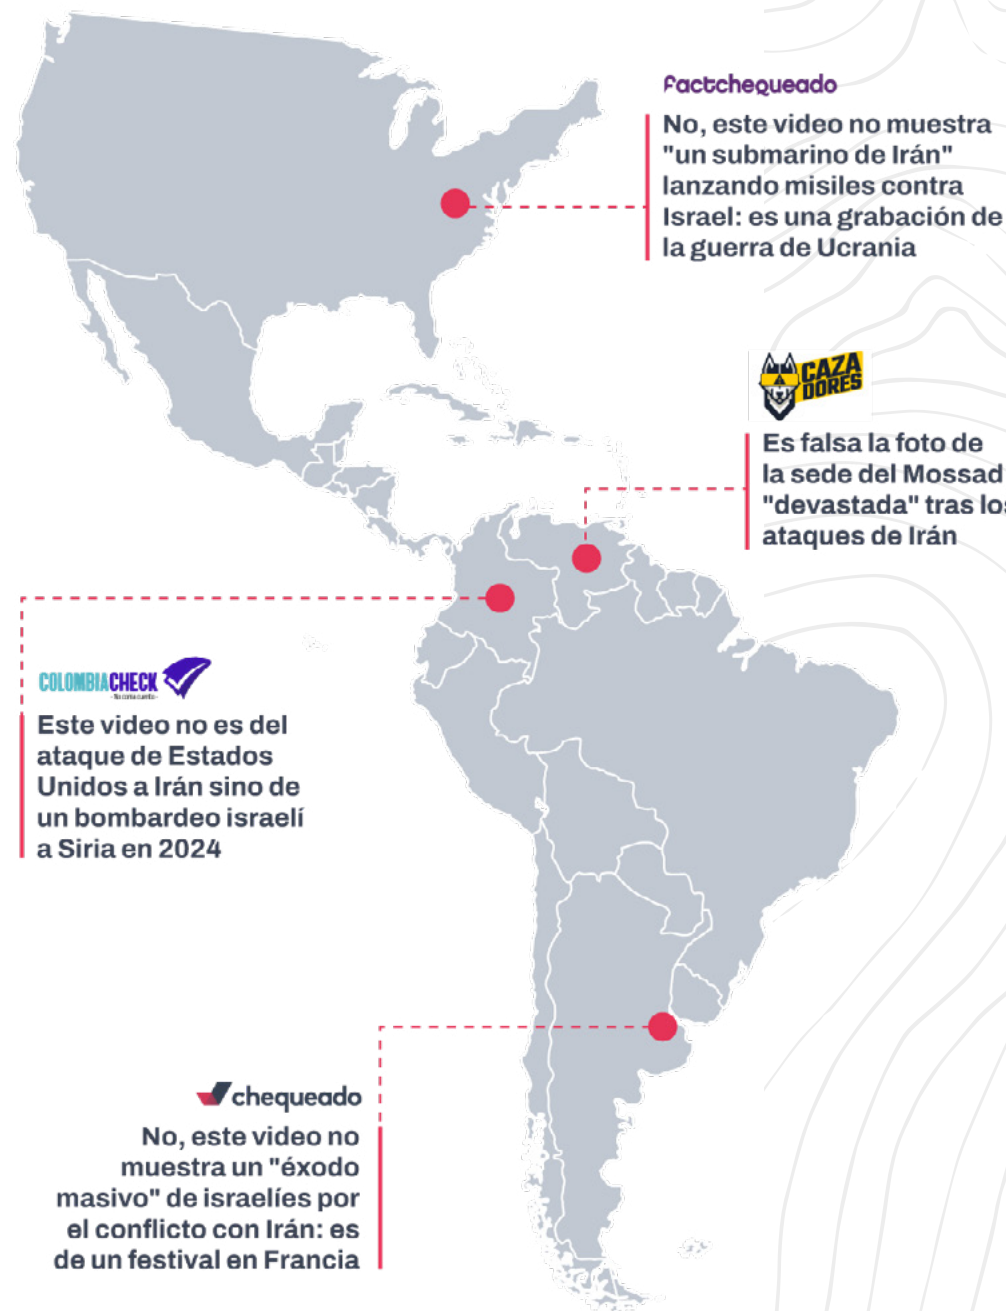 factchequeado
No, este video no muestra
"un submarino de Irán"
lanzando misiles contra
Israel: es una grabación de
la guerra de Ucrania
CAZA
DORES
Es falsa la foto de
la sede del Mossad
"devastada" tras los
ataques de Irán
COLOMBIACHECK
Este video no es del
ataque de Estados
Unidos a Irán sino de
un bombardeo israelí
a Siria en 2024
chequeado
No, este video no
muestra un "éxodo
masivo" de israelíes por
el conflicto con Irán: es
de un festival en Francia